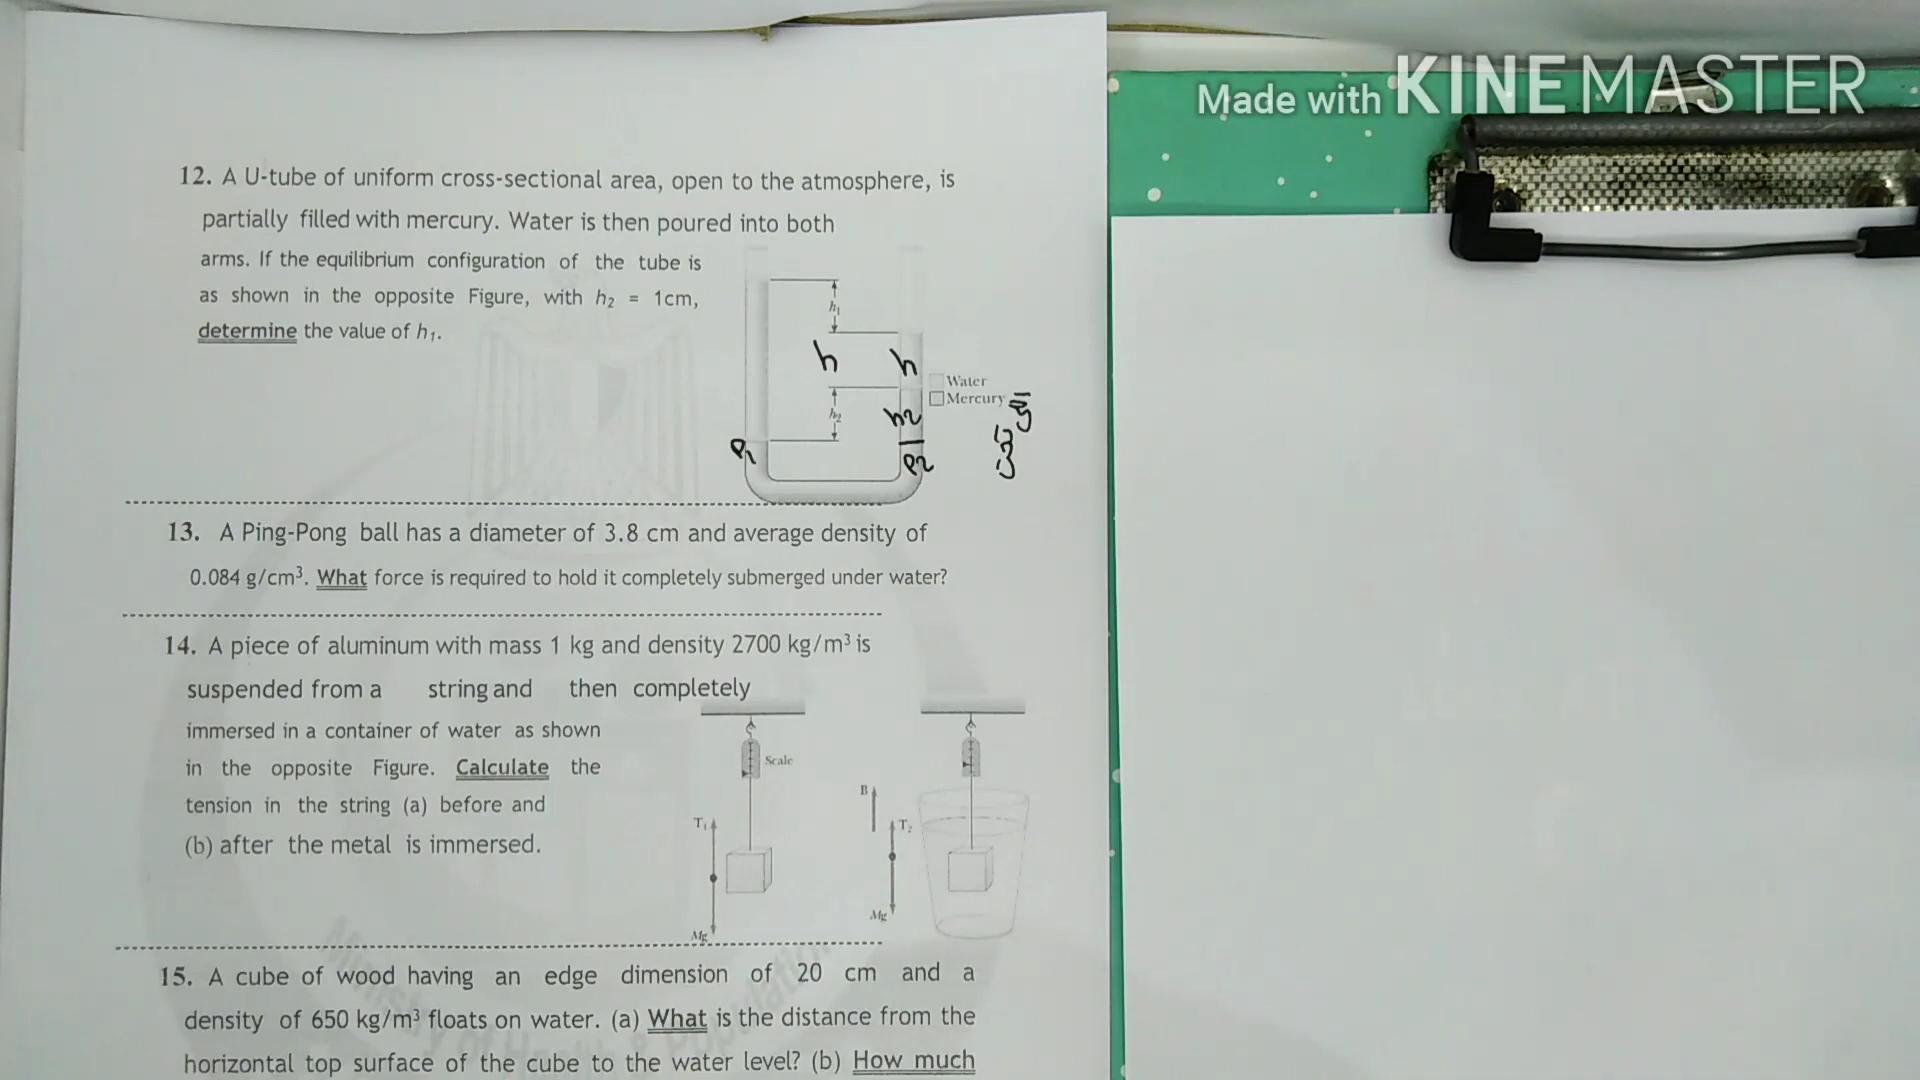 Made with KINEMASTER
12. A U-tube of uniform cross-sectional area, open to the atmosphere, is
partially filled with mercury. Water is then poured into both
arms. If the equilibrium configuration of the tube is
as shown in the opposite Figure, with h₂ = 1cm,
determine the value of h₁.
h₁
h h
Water
Mercury
h₂ h2
P1 P2
13. A Ping-Pong ball has a diameter of 3.8 cm and average density of
0.084 g/cm³. What force is required to hold it completely submerged under water?
14. A piece of aluminum with mass 1 kg and density 2700 kg/m³ is
suspended from a string and then completely
immersed in a container of water as shown
in the opposite Figure. Calculate the
tension in the string (a) before and
(b) after the metal is immersed.
Scale
B
T₁ T₂
Mg
Mg
15. A cube of wood having an edge dimension of 20 cm and a
density of 650 kg/m³ floats on water. (a) What is the distance from the
horizontal top surface of the cube to the water level? (b) How much